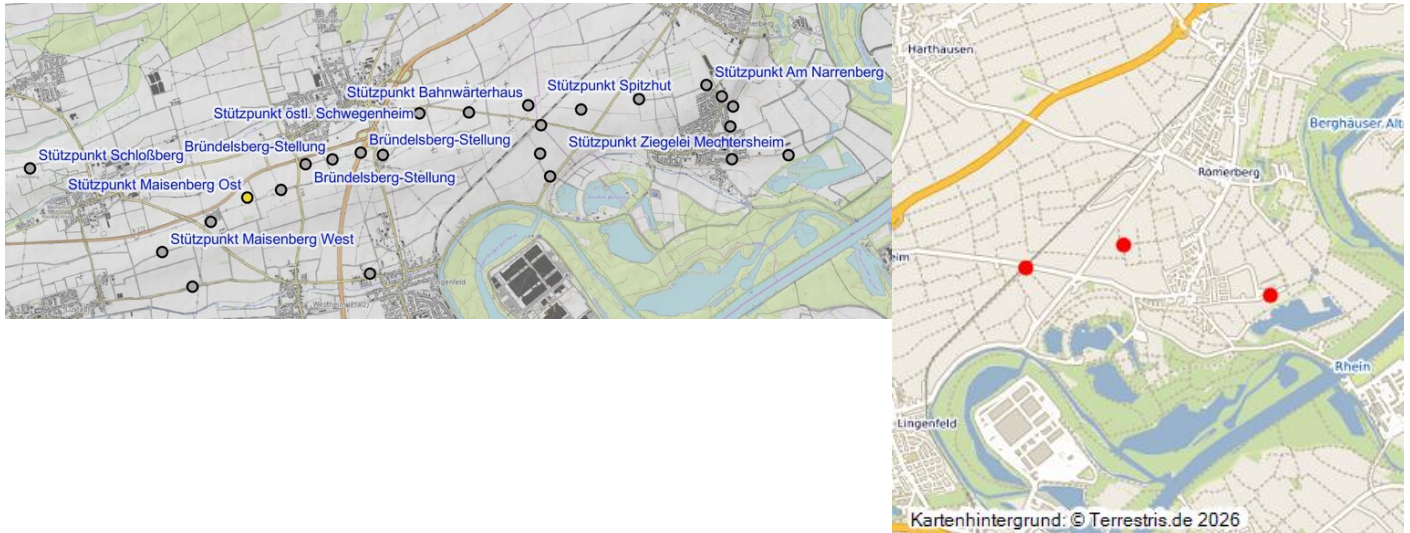 Stützpunkt Am Narrenberg
Stützpunkt Bahnwärterhaus
Stützpunkt Spitzhut
Stützpunkt östl. Schwegenheim
Bründelsberg-Stellung
Bründelsberg-Stellung
Stützpunkt Ziegelei Mechtersheim
Stützpunkt Schloßberg
Bründelsberg-Stellung
Stützpunkt Maisenberg Ost
Stützpunkt Maisenberg West
Harthausen
Berghäuser Alt
Römerberg
eim
Rhein
Lingenfeld
Kartenhintergrund: © Terrestris.de 2026